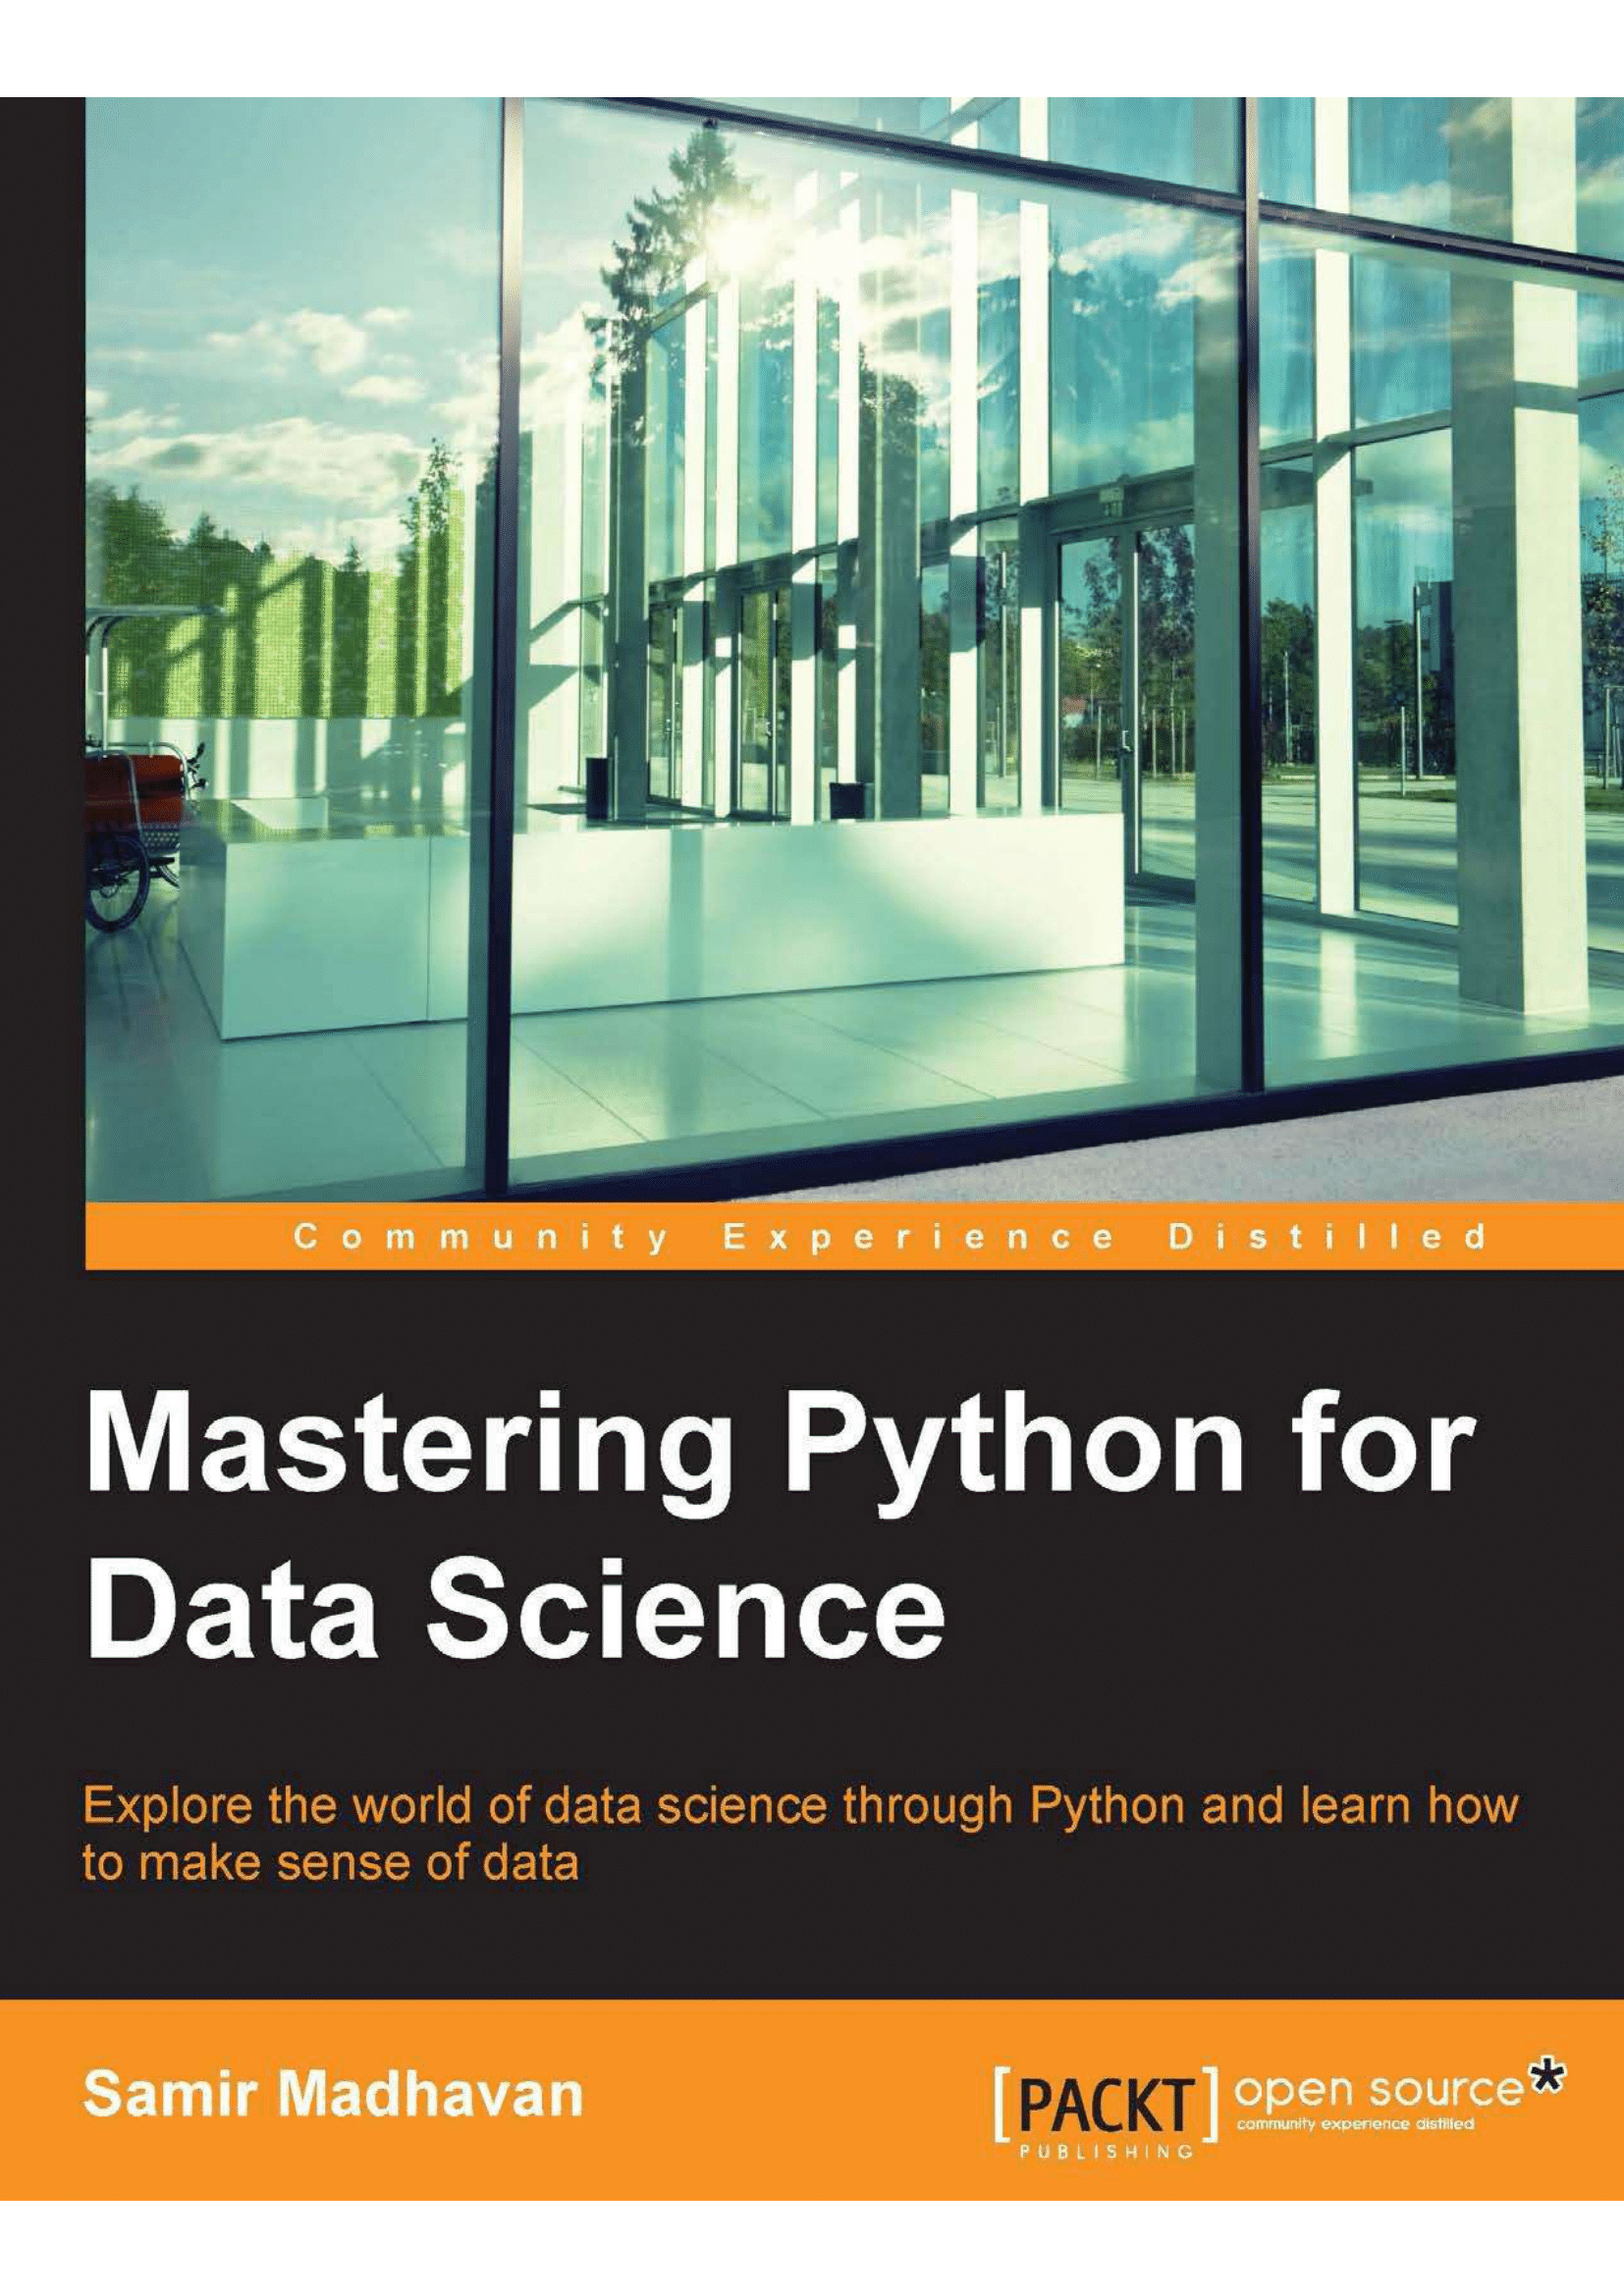 Community Experience Distilled
Mastering Python for
Data Science
Explore the world of data science through Python and learn how
to make sense of data
Samir Madhavan
[PACKT] open source*
PUBLISHING community experience distilled